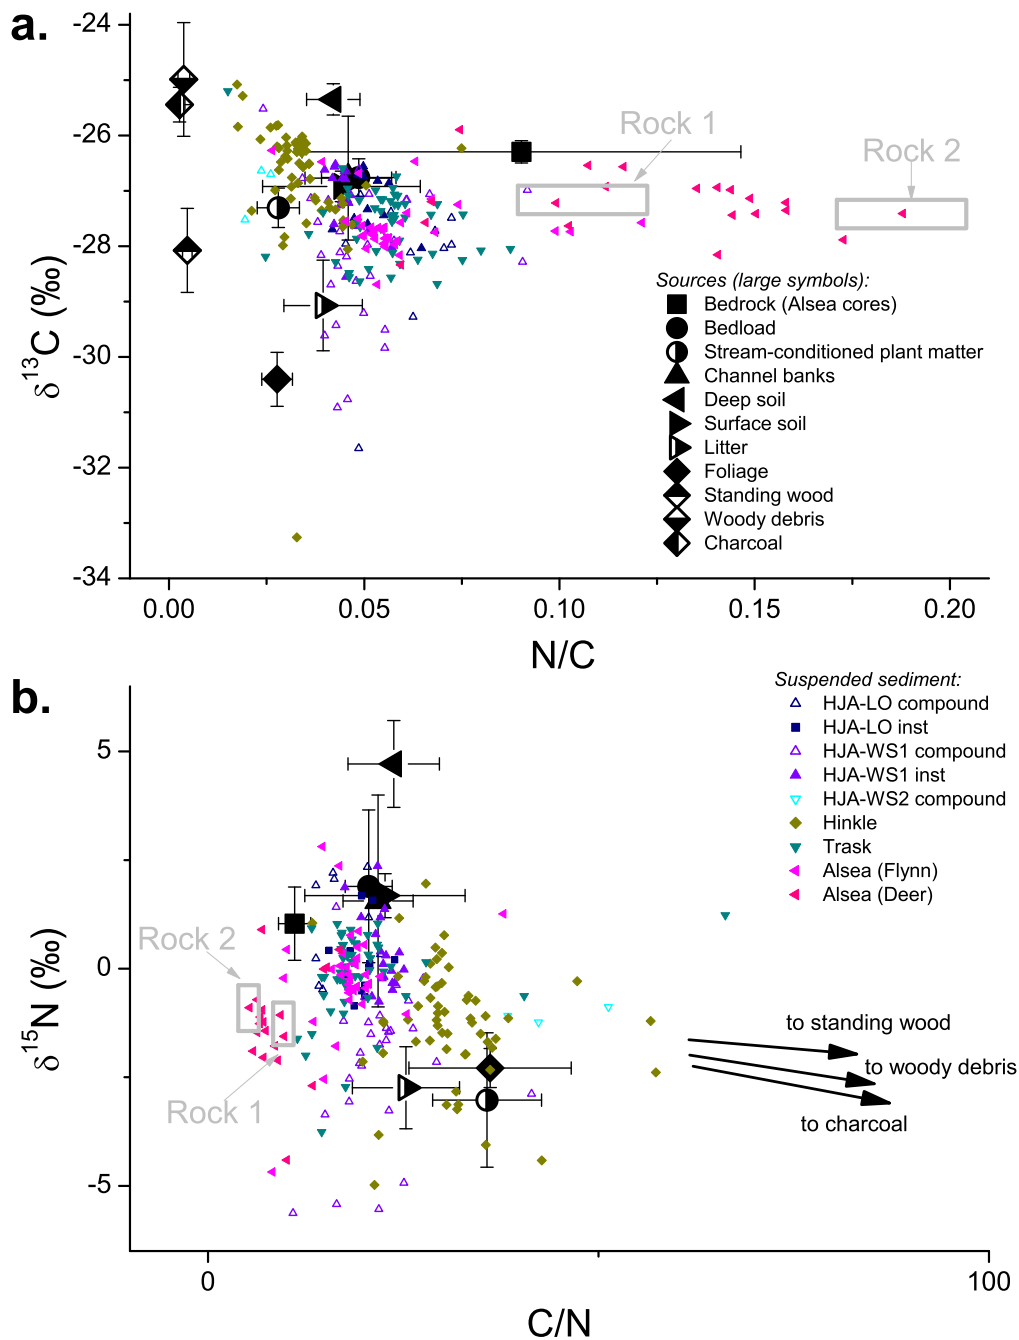 a.
-24
-26
-28
-30
-32
-34
δ13C (‰)
0.00
0.05
0.10
0.15
0.20
N/C
Rock 1
Rock 2
Sources (large symbols):
Bedrock (Alsea cores)
Bedload
Stream-conditioned plant matter
Channel banks
Deep soil
Surface soil
Litter
Foliage
Standing wood
Woody debris
Charcoal
b.
5
0
-5
δ15N (‰)
0
100
C/N
Suspended sediment:
HJA-LO compound
HJA-LO inst
HJA-WS1 compound
HJA-WS1 inst
HJA-WS2 compound
Hinkle
Trask
Alsea (Flynn)
Alsea (Deer)
Rock 2
Rock 1
to standing wood
to woody debris
to charcoal